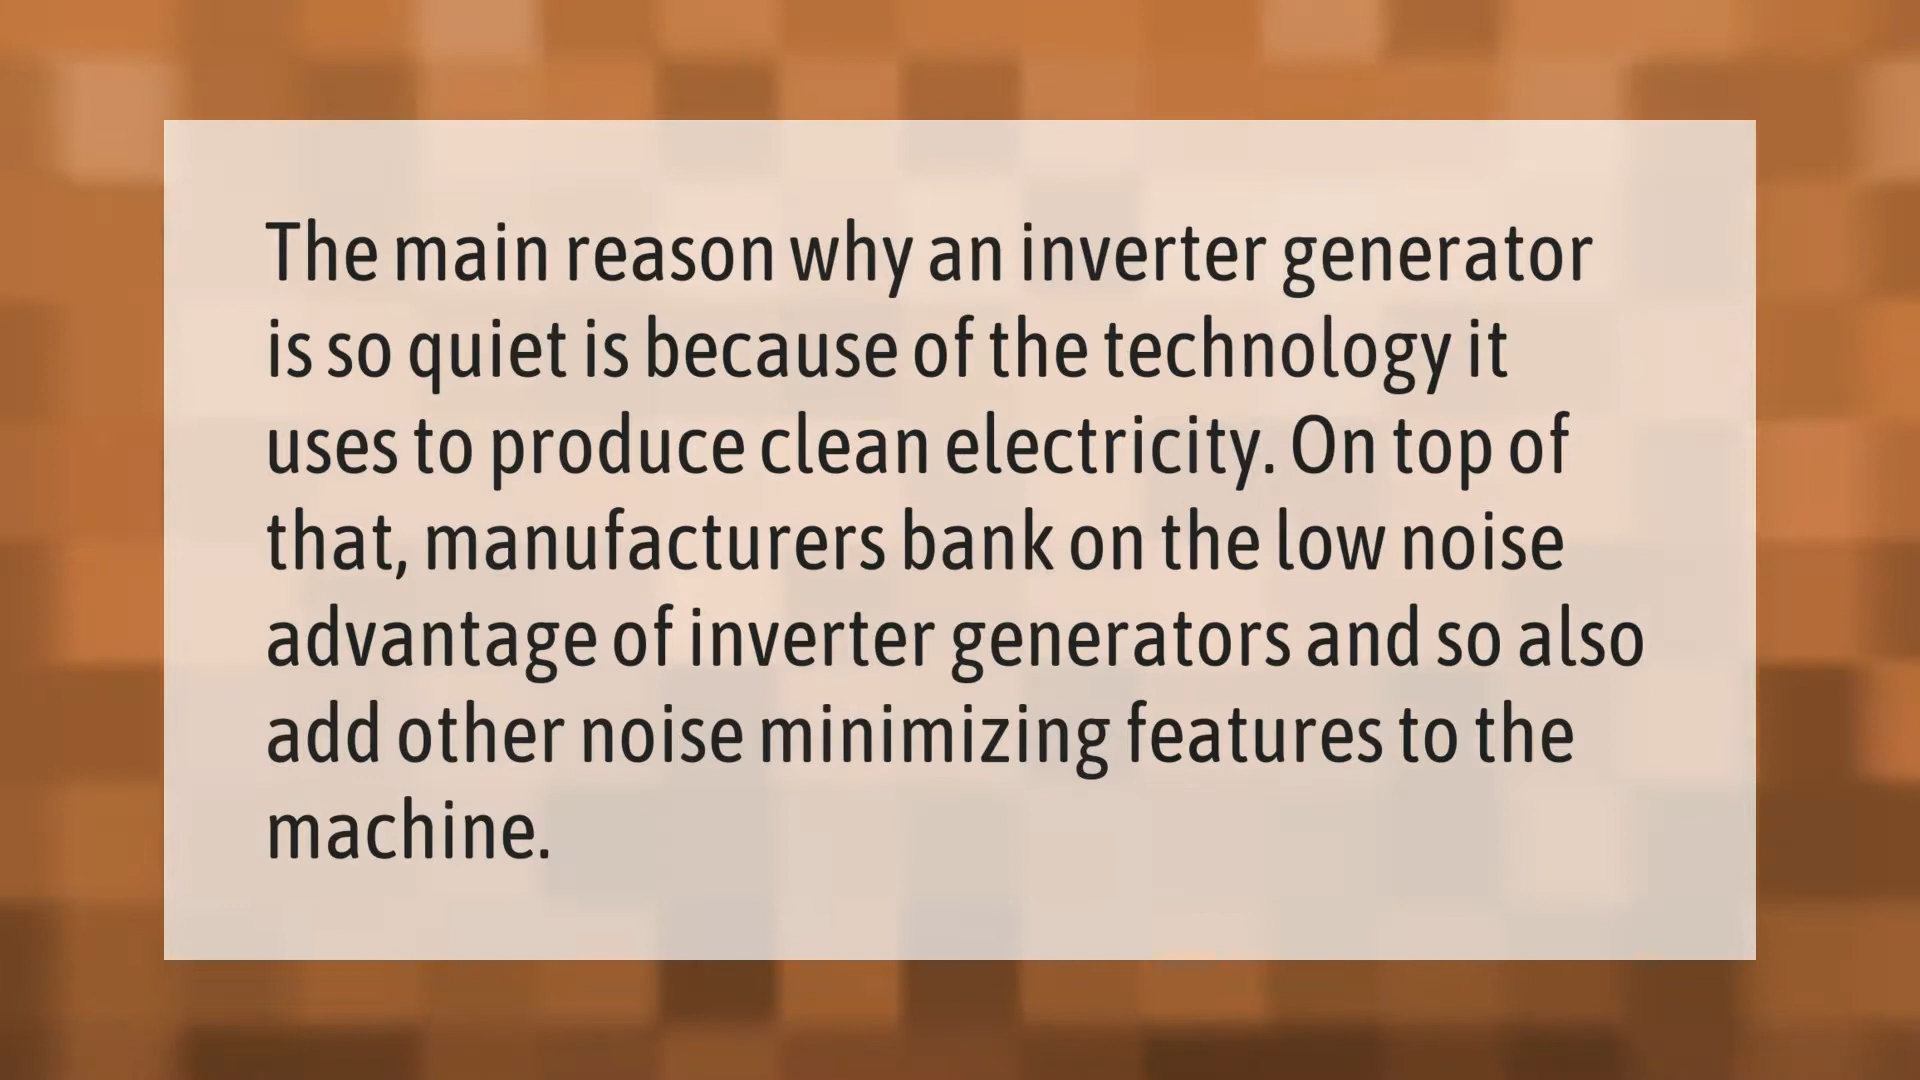 The main reason why an inverter generator
is so quiet is because of the technology it
uses to produce clean electricity. On top of
that, manufacturers bank on the low noise
advantage of inverter generators and so also
add other noise minimizing features to the
machine.